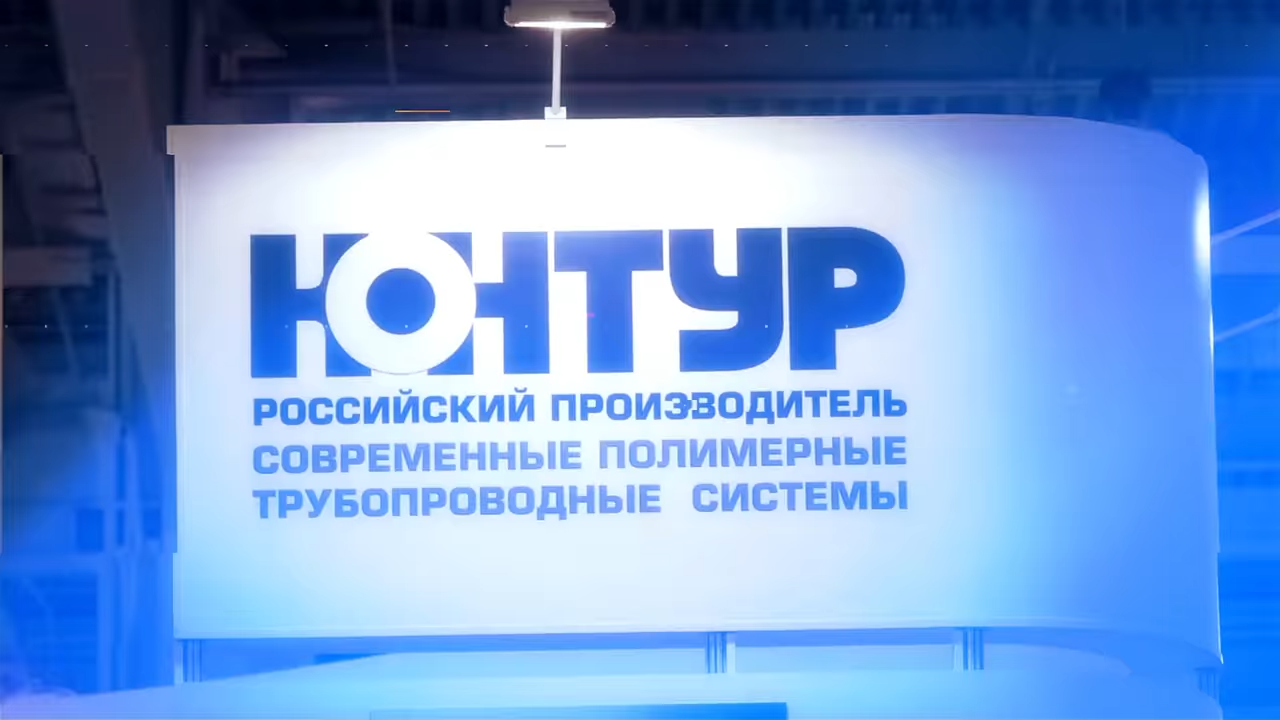 КОНТУР
РОССИЙСКИЙ ПРОИЗВОДИТЕЛЬ
СОВРЕМЕННЫЕ ПОЛИМЕРНЫЕ
ТРУБОПРОВОДНЫЕ СИСТЕМЫ